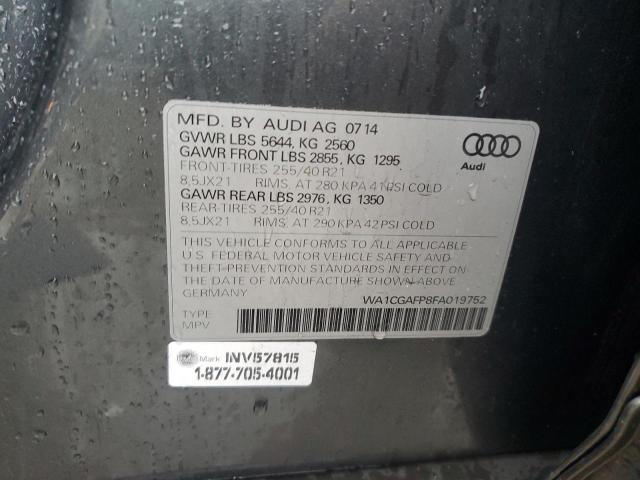 MFD. BY AUDI AG 07 14
GVWR LBS 5644, KG 2560
GAWR FRONT LBS 2855, KG 1295
FRONT-TIRES 255/40 R21
8,5JX21 RIMS, AT 280 KPA 41 PSI COLD
GAWR REAR LBS 2976, KG 1350
REAR-TIRES 255/40 R21
8,5JX21 RIMS, AT 290 KPA 42 PSI COLD
Audi
THIS VEHICLE CONFORMS TO ALL APPLICABLE
U.S. FEDERAL MOTOR VEHICLE SAFETY AND
THEFT-PREVENTION STANDARDS IN EFFECT ON
THE DATE OF MANUFACTURE SHOWN ABOVE
GERMANY
WA1CGAFP8FA019752
TYPE
MPV
Mark INV57815
1-877-705-4001